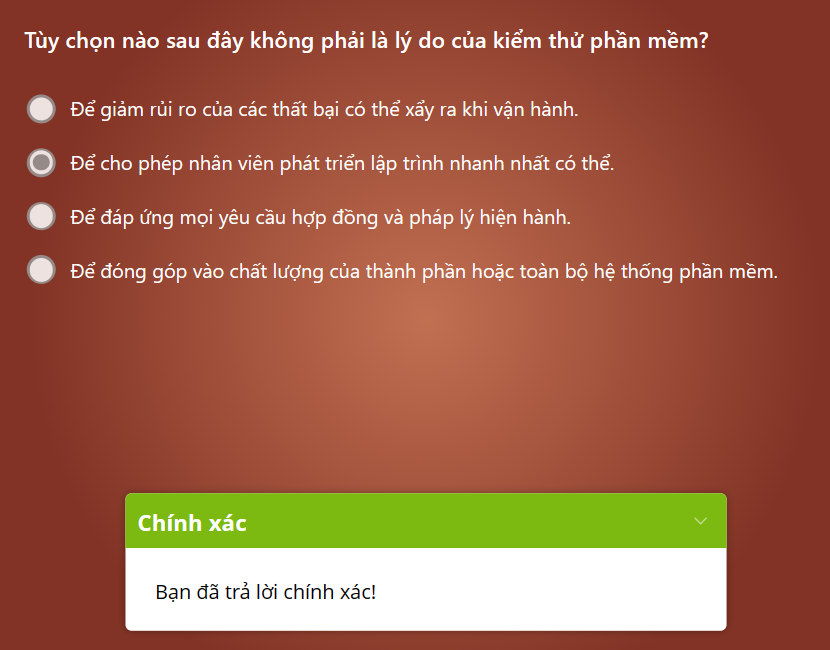 Tùy chọn nào sau đây không phải là lý do của kiểm thử phần mềm?
Để giảm rủi ro của các thất bại có thể xẩy ra khi vận hành.
Để cho phép nhân viên phát triển lập trình nhanh nhất có thể.
Để đáp ứng mọi yêu cầu hợp đồng và pháp lý hiện hành.
Để đóng góp vào chất lượng của thành phần hoặc toàn bộ hệ thống phần mềm.
Chính xác
Bạn đã trả lời chính xác!